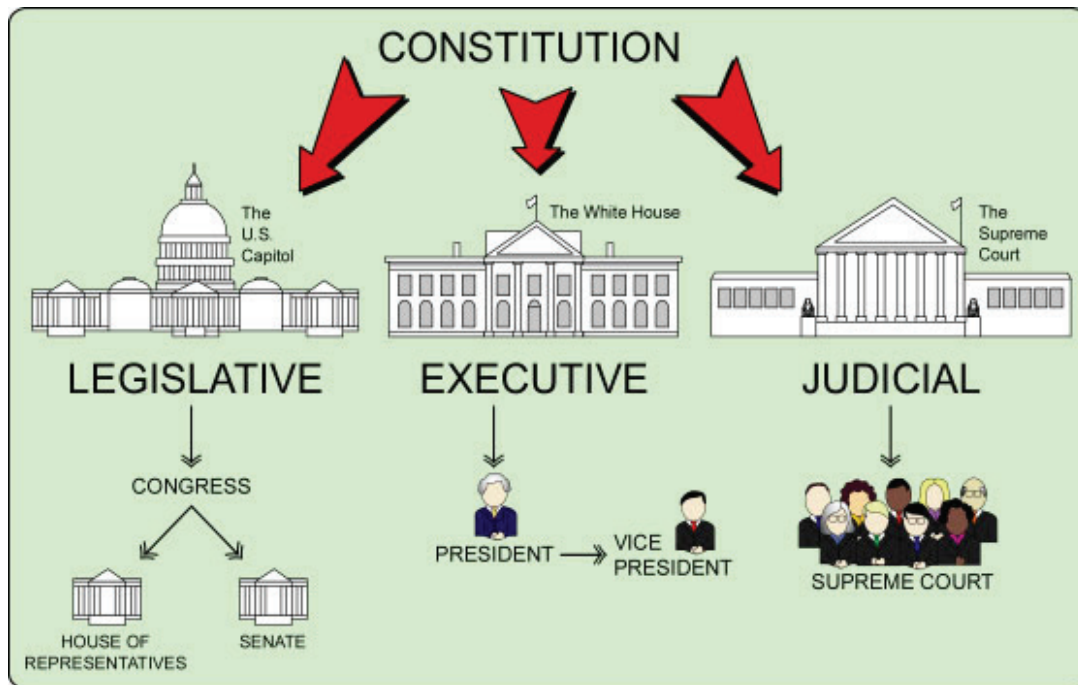 CONSTITUTION
The
U.S.
Capitol
The White House
The
Supreme
Court
LEGISLATIVE
EXECUTIVE
JUDICIAL
CONGRESS
PRESIDENT
VICE
PRESIDENT
SUPREME COURT
HOUSE OF
REPRESENTATIVES
SENATE